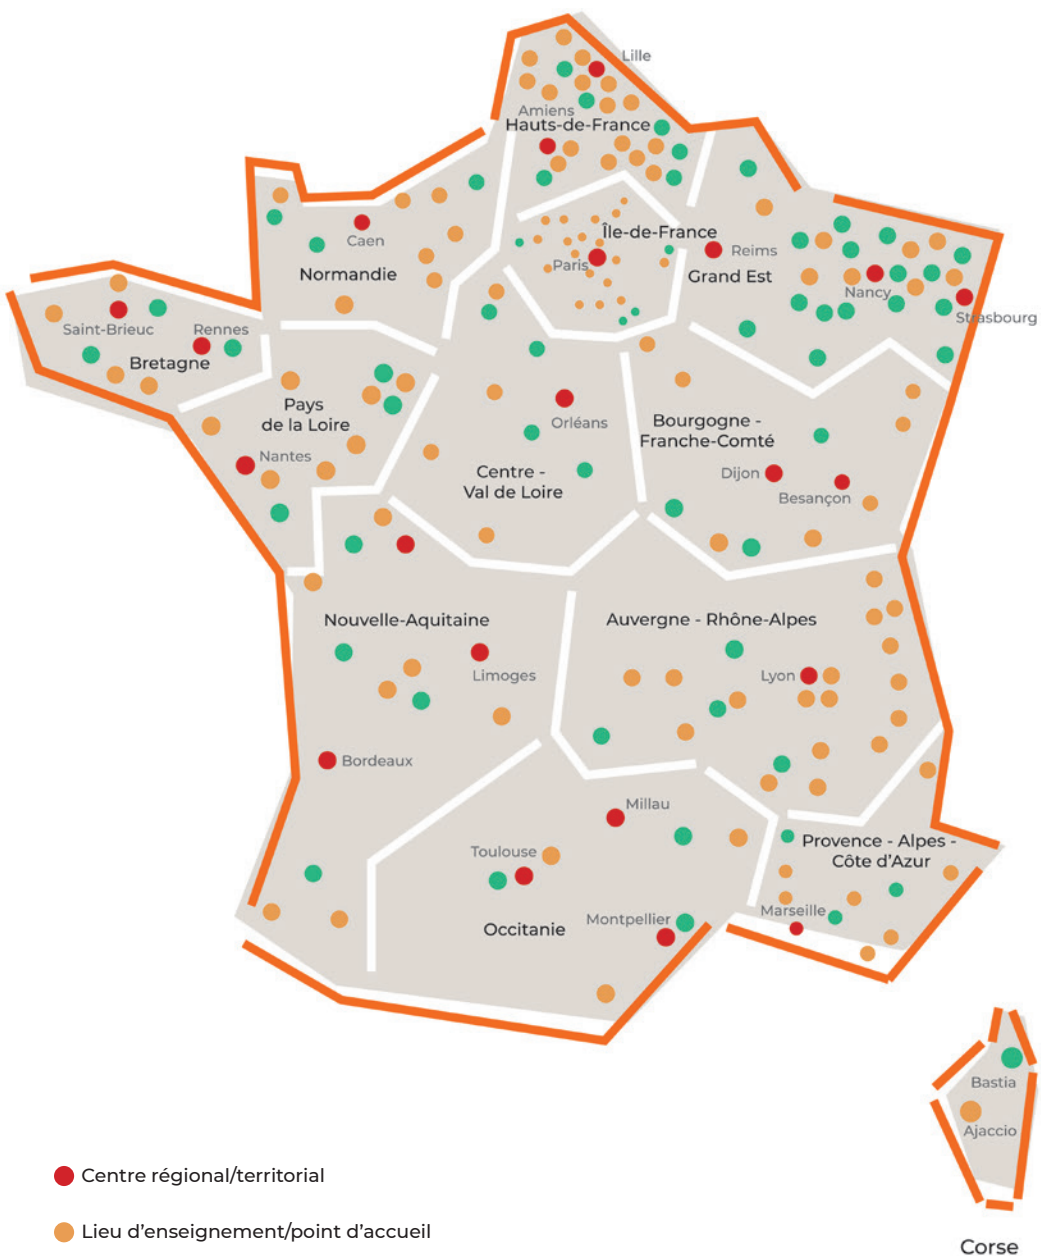 Lille
Amiens
Hauts-de-France
Île-de-France
Paris
Reims
Grand Est
Nancy
Strasbourg
Caen
Normandie
Saint-Brieuc
Rennes
Bretagne
Pays
de la Loire
Nantes
Orléans
Centre -
Val de Loire
Bourgogne -
Franche-Comté
Dijon
Besançon
Nouvelle-Aquitaine
Limoges
Bordeaux
Auvergne - Rhône-Alpes
Lyon
Millau
Toulouse
Montpellier
Occitanie
Provence - Alpes -
Côte d'Azur
Marseille
Bastia
Ajaccio
Corse
Centre régional/territorial
Lieu d'enseignement/point d'accueil